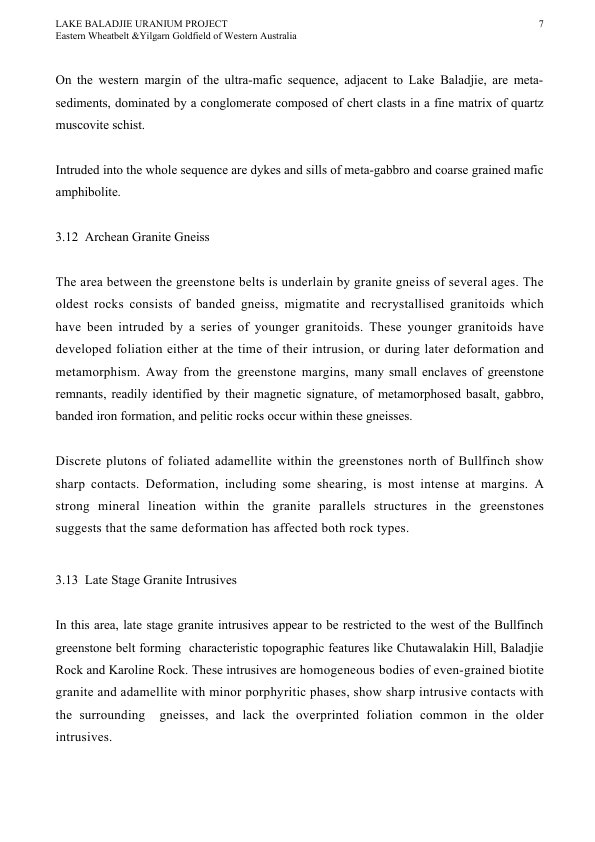 LAKE BALADJIE URANIUM PROJECT 7
Eastern Wheatbelt &Yilgarn Goldfield of Western Australia
On the western margin of the ultra-mafic sequence, adjacent to Lake Baladjie, are meta-
sediments, dominated by a conglomerate composed of chert clasts in a fine matrix of quartz
muscovite schist.
Intruded into the whole sequence are dykes and sills of meta-gabbro and coarse grained mafic
amphibolite.
3.12 Archean Granite Gneiss
The area between the greenstone belts is underlain by granite gneiss of several ages. The
oldest rocks consists of banded gneiss, migmatite and recrystallised granitoids which
have been intruded by a series of younger granitoids. These younger granitoids have
developed foliation either at the time of their intrusion, or during later deformation and
metamorphism. Away from the greenstone margins, many small enclaves of greenstone
remnants, readily identified by their magnetic signature, of metamorphosed basalt, gabbro,
banded iron formation, and pelitic rocks occur within these gneisses.
Discrete plutons of foliated adamellite within the greenstones north of Bullfinch show
sharp contacts. Deformation, including some shearing, is most intense at margins. A
strong mineral lineation within the granite parallels structures in the greenstones
suggests that the same deformation has affected both rock types.
3.13 Late Stage Granite Intrusives
In this area, late stage granite intrusives appear to be restricted to the west of the Bullfinch
greenstone belt forming characteristic topographic features like Chutawalakin Hill, Baladjie
Rock and Karoline Rock. These intrusives are homogeneous bodies of even-grained biotite
granite and adamellite with minor porphyritic phases, show sharp intrusive contacts with
the surrounding gneisses, and lack the overprinted foliation common in the older
intrusives.